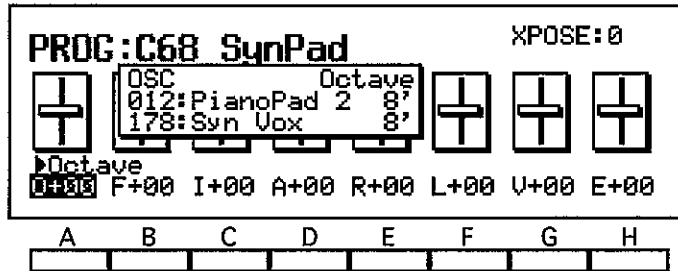 PROG:C68 SynPad XPOSE:0
OSC Octave
012:PianoPad 2 8'
178:Syn Vox 8'
▶Octave
O+00 F+00 I+00 A+00 R+00 L+00 V+00 E+00
A B C D E F G H